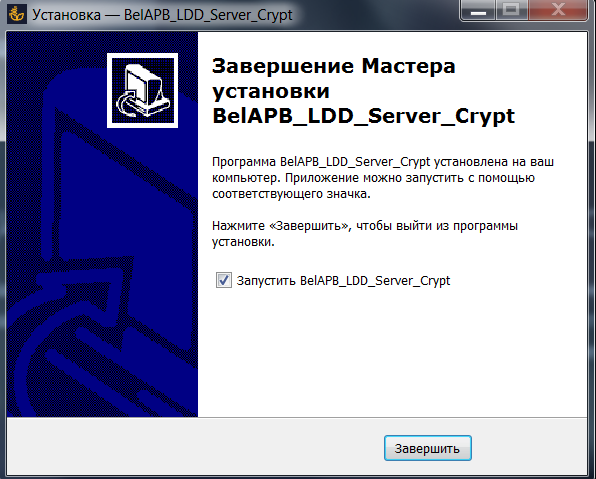 Установка — BelAPB_LDD_Server_Crypt
Завершение Мастера
установки
BelAPB_LDD_Server_Crypt
Программа BelAPB_LDD_Server_Crypt установлена на ваш
компьютер. Приложение можно запустить с помощью
соответствующего значка.
Нажмите «Завершить», чтобы выйти из программы
установки.
Запустить BelAPB_LDD_Server_Crypt
Завершить